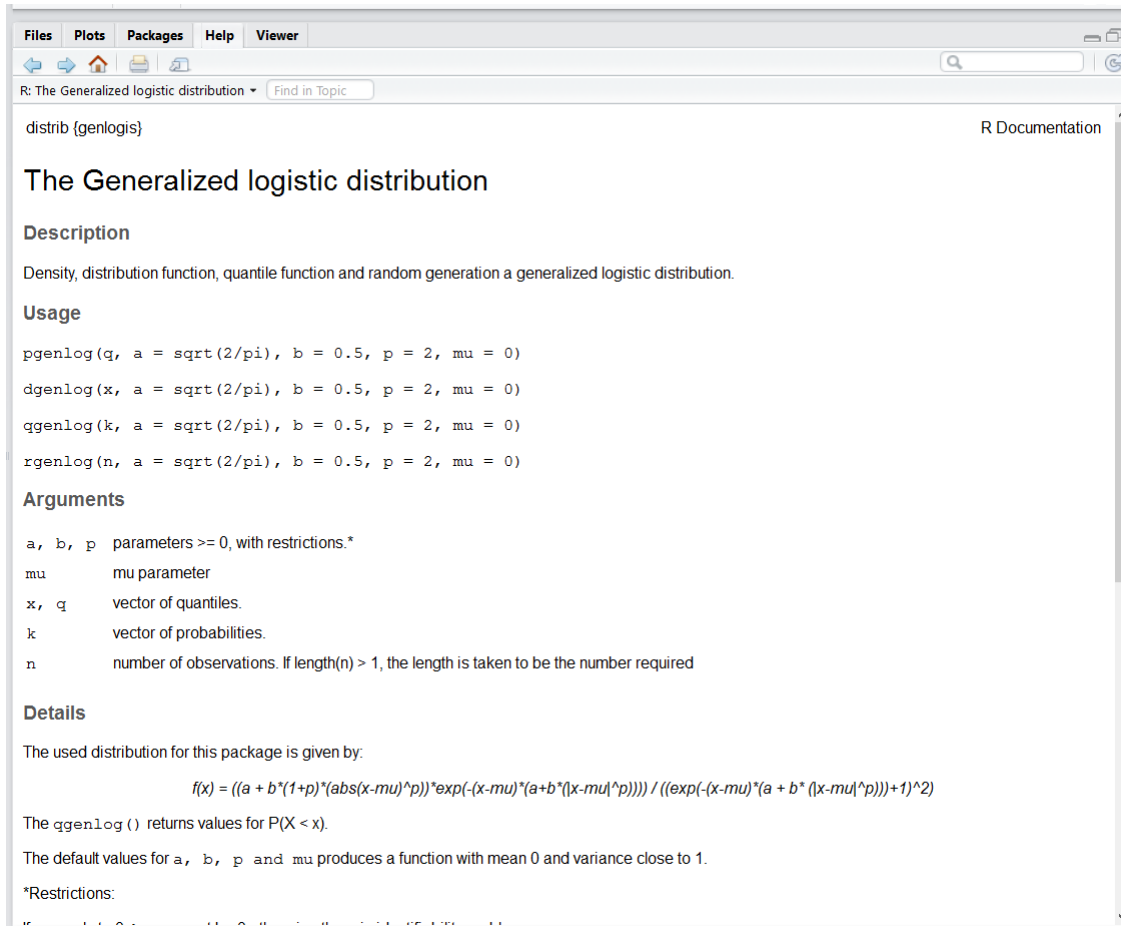 Files Plots Packages Help Viewer
R: The Generalized logistic distribution Find in Topic
distrib {genlogis} R Documentation
The Generalized logistic distribution
Description
Density, distribution function, quantile function and random generation a generalized logistic distribution.
Usage
pgenlog(q, a = sqrt(2/pi), b = 0.5, p = 2, mu = 0)
dgenlog(x, a = sqrt(2/pi), b = 0.5, p = 2, mu = 0)
qgenlog(k, a = sqrt(2/pi), b = 0.5, p = 2, mu = 0)
rgenlog(n, a = sqrt(2/pi), b = 0.5, p = 2, mu = 0)
Arguments
a, b, p parameters >= 0, with restrictions.*
mu mu parameter
x, q vector of quantiles.
k vector of probabilities.
n number of observations. If length(n) > 1, the length is taken to be the number required
Details
The used distribution for this package is given by:
f(x) = ((a + b*(1+p)*(abs(x-mu)^p))*exp(-(x-mu)*(a+b*(|x-mu|^p)))) / ((exp(-(x-mu)*(a + b* (|x-mu|^p)))+1)^2)
The qgenlog() returns values for P(X < x).
The default values for a, b, p and mu produces a function with mean 0 and variance close to 1.
*Restrictions: